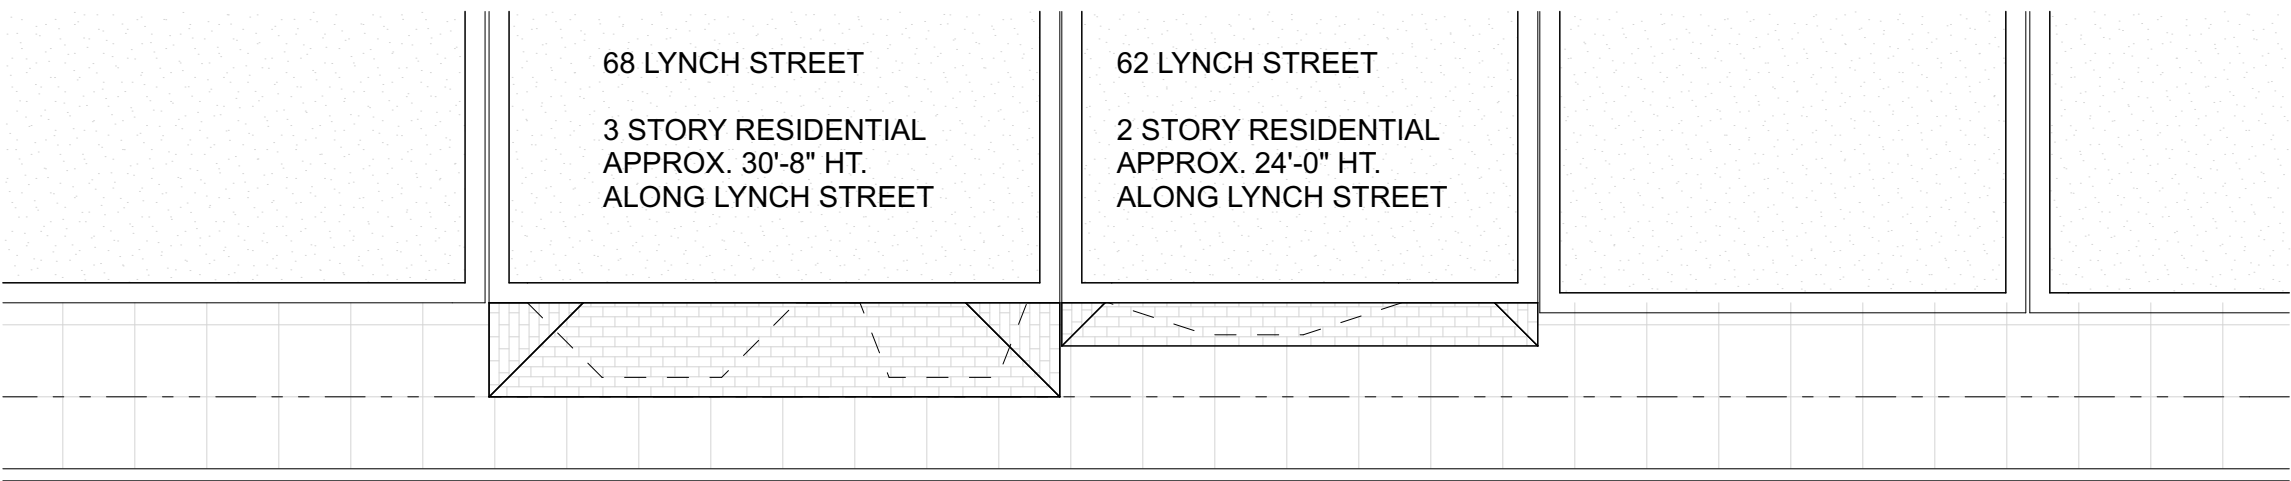 68 LYNCH STREET
3 STORY RESIDENTIAL
APPROX. 30'-8" HT.
ALONG LYNCH STREET
62 LYNCH STREET
2 STORY RESIDENTIAL
APPROX. 24'-0" HT.
ALONG LYNCH STREET